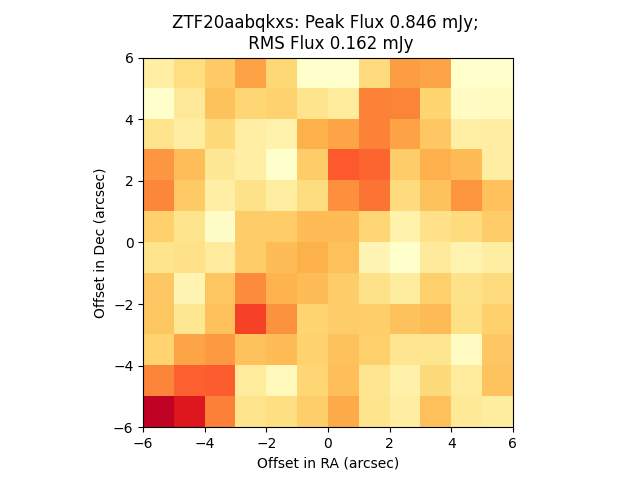 ZTF20aabqkxs: Peak Flux 0.846 mJy;
RMS Flux 0.162 mJy
6
4
2
0
−2
−4
−6
Offset in Dec (arcsec)
−6 −4 −2 0 2 4 6
Offset in RA (arcsec)